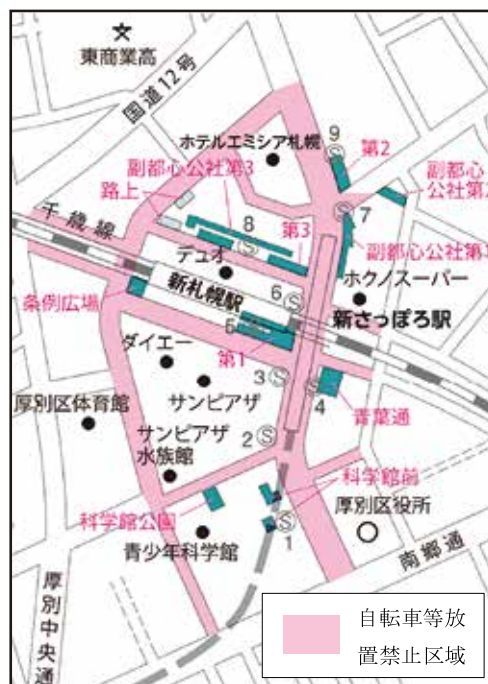 東商業高
国道12号
ホテルエミシア札幌
9
第2
副都心公社第3
副都心
公社第2
路上
7
千歳線
8
第3
副都心公社第1
デュオ
ホクノスーパー
条例広場
新札幌駅
6
新さっぽろ駅
5
ダイエー
第1
3
4
サンピアザ
青葉通
厚別区体育館
サンピアザ
水族館
2
科学館前
科学館公園
厚別区役所
1
青少年科学館
南郷通
厚別中央通
自転車等放
置禁止区域